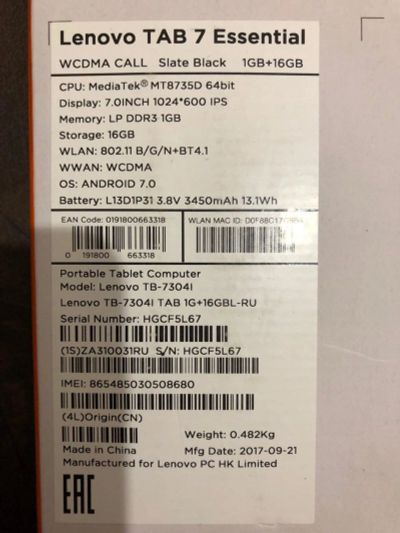 Lenovo TAB 7 Essential
WCDMA CALL Slate Black 1GB+16GB
CPU: MediaTek® MT8735D 64bit
Display: 7.0INCH 1024*600 IPS
Memory: LP DDR3 1GB
Storage: 16GB
WLAN: 802.11 B/G/N+BT4.1
WWAN: WCDMA
OS: ANDROID 7.0
Battery: L13D1P31 3.8V 3450mAh 13.1Wh
EAN Code: 0191800663318 WLAN MAC ID:
0 191800 663318
Portable Tablet Computer
Model: Lenovo TB-7304I
Lenovo TB-7304I TAB 1G+16GBL-RU
Serial Number: HGCF5L67
(1S)ZA310031RU S/N: HGCF5L67
IMEI: 865485030508680
(4L)Origin(CN)
Weight: 0.482Kg
Made in China Mfg Date: 2017-09-21
Manufactured for Lenovo PC HK Limited
EAC